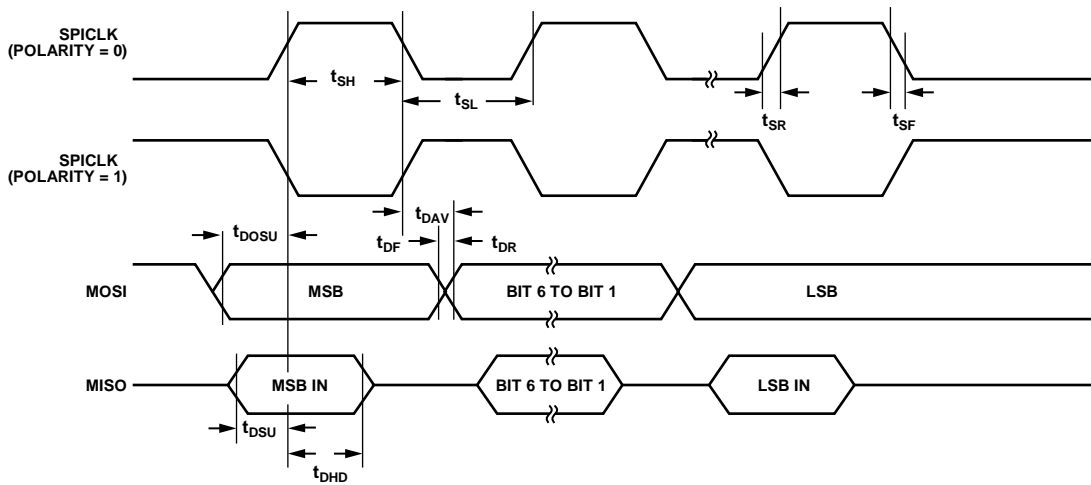 SPICLK
(POLARITY = 0)
tSH
tSL
tSR
tSF
SPICLK
(POLARITY = 1)
tDAV
tDOSU
tDF
tDR
MOSI
MSB
BIT 6 TO BIT 1
LSB
MISO
MSB IN
BIT 6 TO BIT 1
LSB IN
tDSU
tDHD